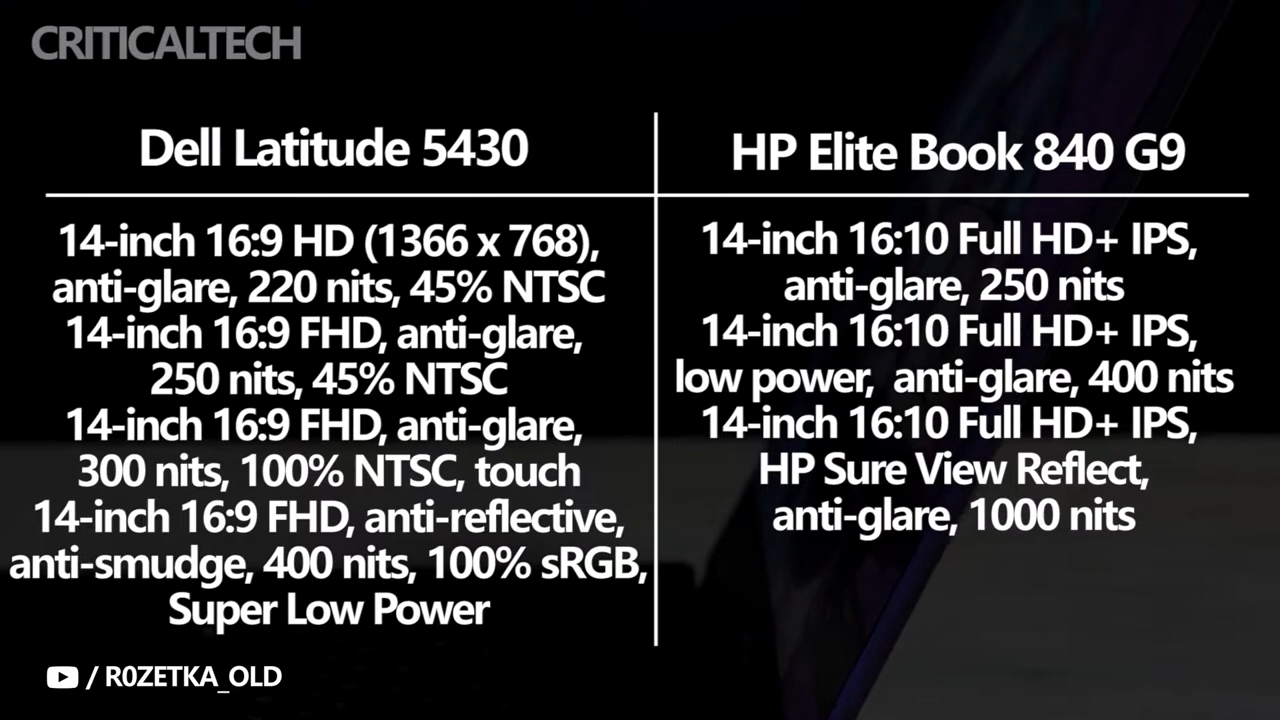 CRITICALTECH
Dell Latitude 5430
14-inch 16:9 HD (1366 x 768),
anti-glare, 220 nits, 45% NTSC
14-inch 16:9 FHD, anti-glare,
250 nits, 45% NTSC
14-inch 16:9 FHD, anti-glare,
300 nits, 100% NTSC, touch
14-inch 16:9 FHD, anti-reflective,
anti-smudge, 400 nits, 100% sRGB,
Super Low Power
HP Elite Book 840 G9
14-inch 16:10 Full HD+ IPS,
anti-glare, 250 nits
14-inch 16:10 Full HD+ IPS,
low power, anti-glare, 400 nits
14-inch 16:10 Full HD+ IPS,
HP Sure View Reflect,
anti-glare, 1000 nits
/ R0ZETKA_OLD